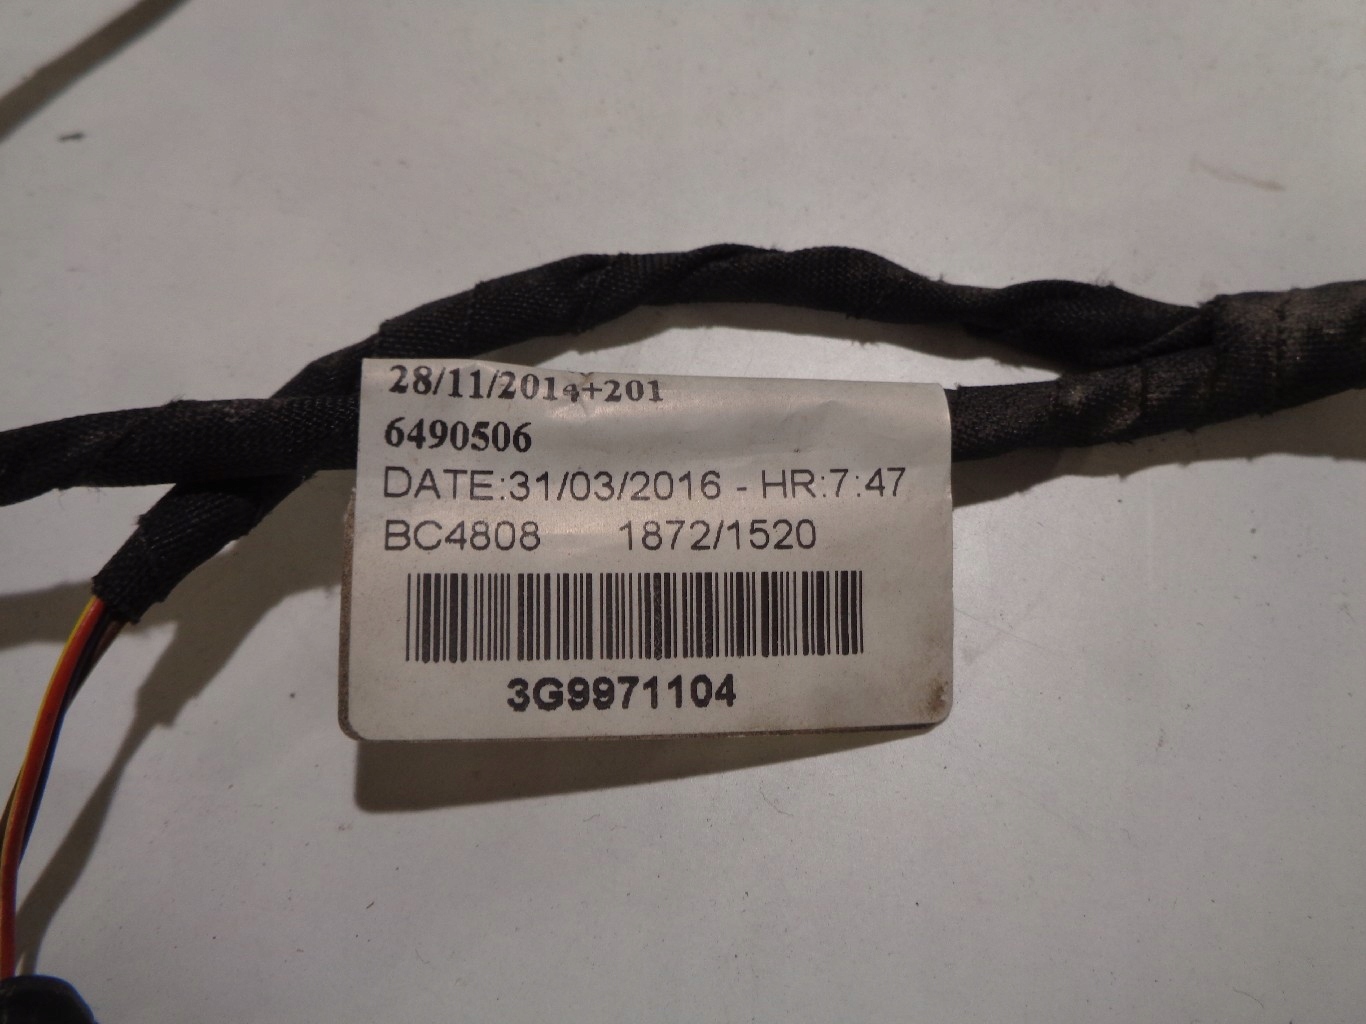 28/11/2014+201
6490506
DATE:31/03/2016 - HR:7:47
BC4808 1872/1520
3G9971104